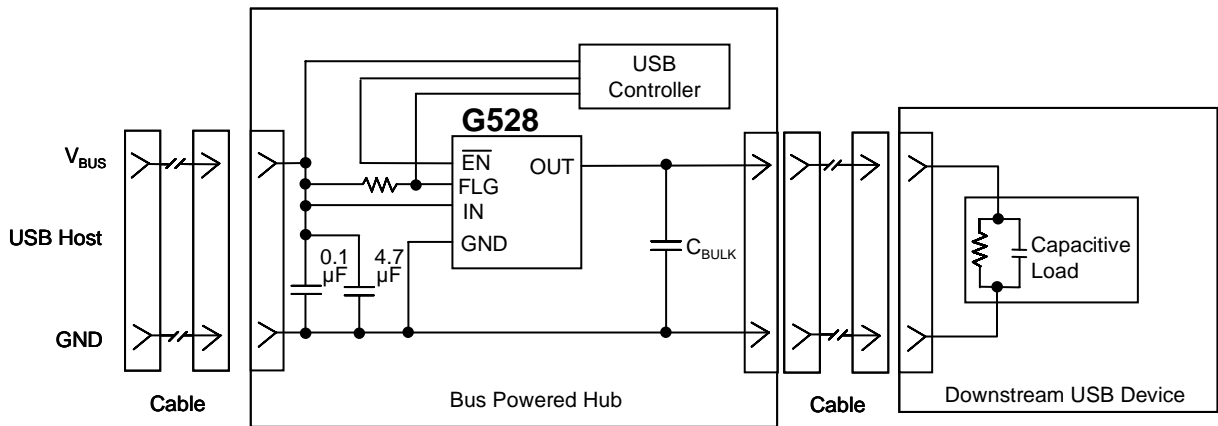 USB
Controller
G528
EN
FLG
IN
GND
OUT
V_BUS
USB Host
GND
0.1
µF
4.7
µF
C_BULK
Capacitive
Load
Cable
Bus Powered Hub
Cable
Downstream USB Device